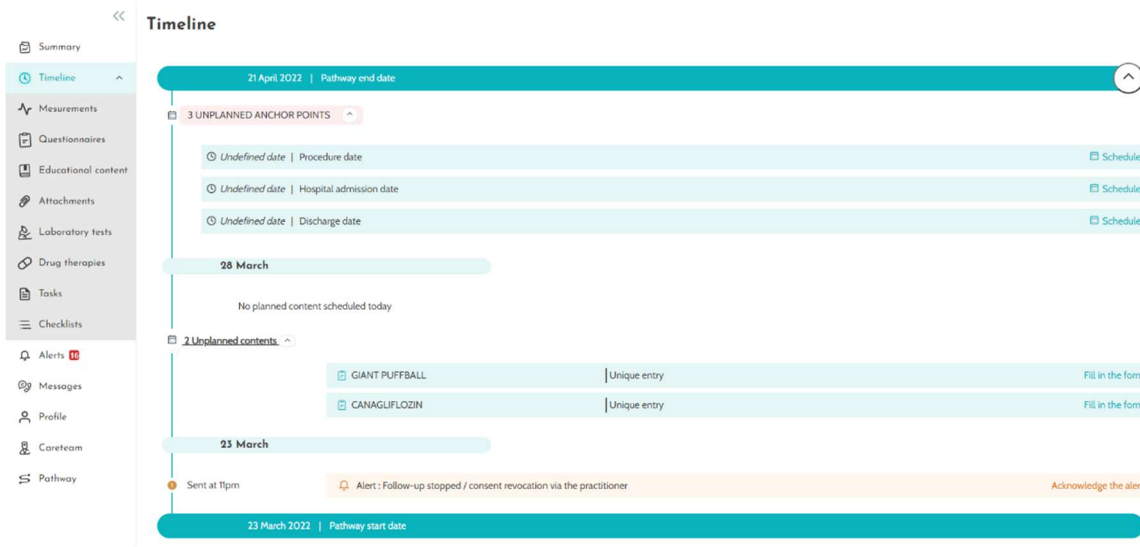 Timeline
Summary
Timeline
Mesurements
Questionnaires
Educational content
Attachments
Laboratory tests
Drug therapies
Tasks
Checklists
Alerts 16
Messages
Profile
Careteam
Pathway
21 April 2022 | Pathway end date
3 UNPLANNED ANCHOR POINTS
Undefined date | Procedure date Schedule
Undefined date | Hospital admission date Schedule
Undefined date | Discharge date Schedule
28 March
No planned content scheduled today
2 Unplanned contents
GIANT PUFFBALL Unique entry Fill in the form
CANAGLIFLOZIN Unique entry Fill in the form
23 March
Sent at 11pm Alert : Follow-up stopped / consent revocation via the practitioner Acknowledge the aler
23 March 2022 | Pathway start date